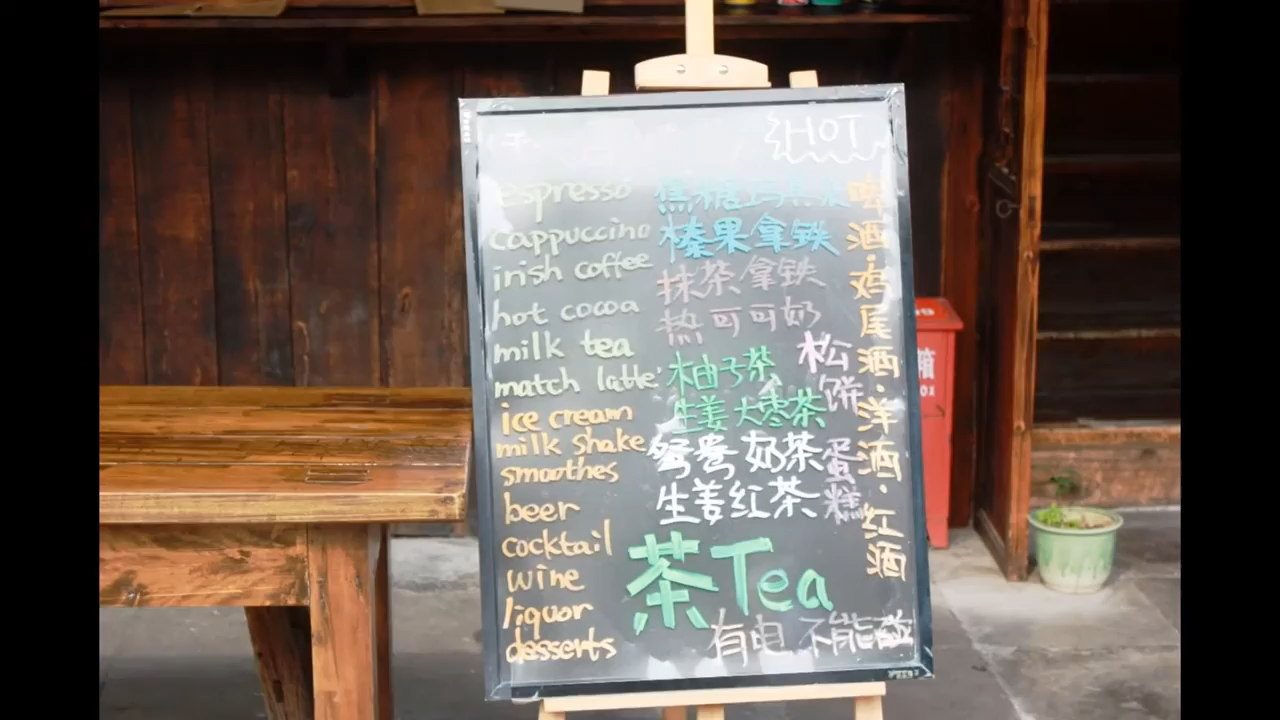 HOT
espresso
cappuccino
irish coffee
hot cocoa
milk tea
match latte
ice cream
milk shake
smoothes
beer
cocktail
wine
liquor
desserts
焦糖玛
榛果拿铁
抹茶拿铁
热可可奶
柚子茶
生姜大枣茶
鸳鸯奶茶
生姜红茶
松饼
蛋糕
啤酒·鸡尾酒·洋酒·红酒
茶Tea
有电 不能碰